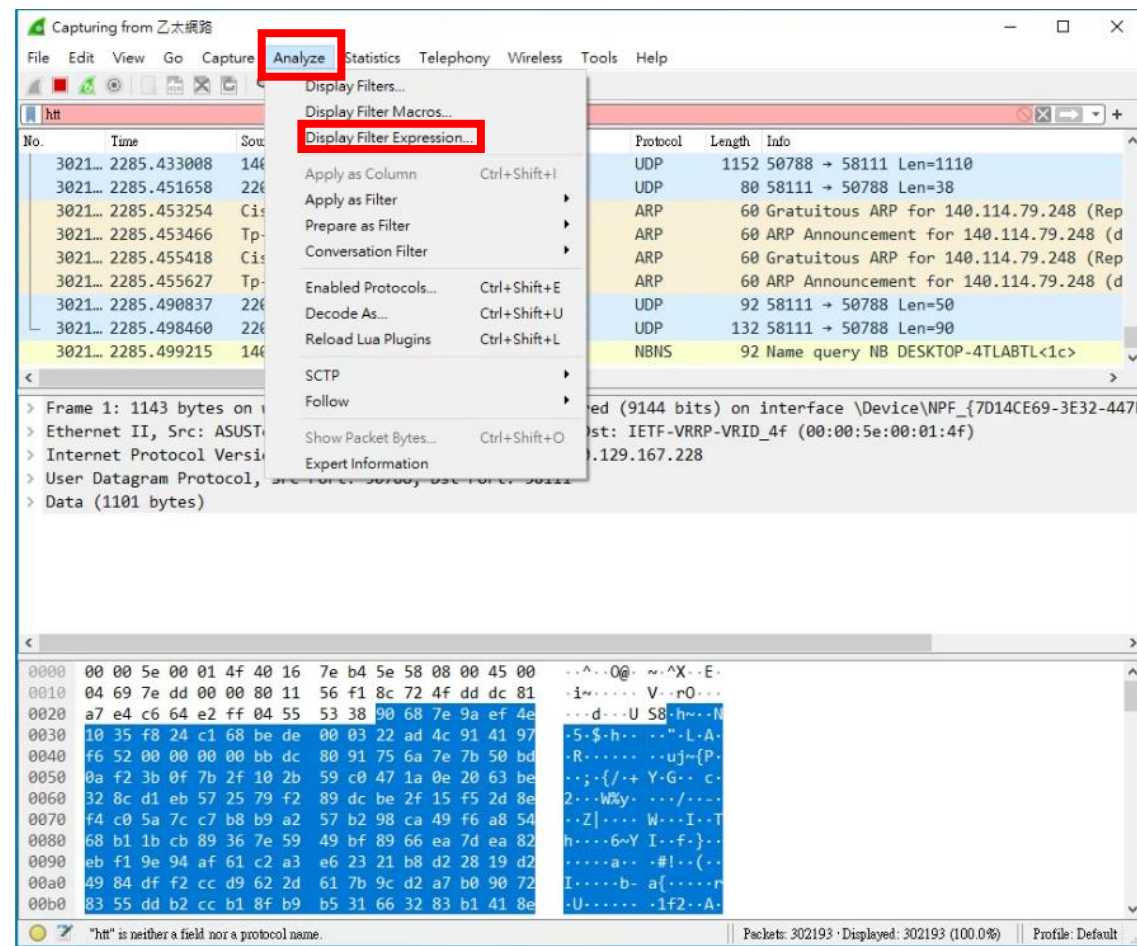 Capturing from 乙太網路
File Edit View Go Capture Analyze Statistics Telephony Wireless Tools Help
Display Filters...
htt Display Filter Macros...
No. Time Sou Display Filter Expression... Protocol Length Info
3021… 2285.433008 140 UDP 1152 50788 → 58111 Len=1110
Apply as Column Ctrl+Shift+I
3021… 2285.451658 220 UDP 80 58111 → 50788 Len=38
Apply as Filter
3021… 2285.453254 Cis ARP 60 Gratuitous ARP for 140.114.79.248 (Rep
Prepare as Filter
3021… 2285.453466 Tp- ARP 60 ARP Announcement for 140.114.79.248 (d
Conversation Filter
3021… 2285.455418 Cis ARP 60 Gratuitous ARP for 140.114.79.248 (Rep
3021… 2285.455627 Tp- ARP 60 ARP Announcement for 140.114.79.248 (d
Enabled Protocols... Ctrl+Shift+E
3021… 2285.490837 220 UDP 92 58111 → 50788 Len=50
Decode As... Ctrl+Shift+U
3021… 2285.498460 220 UDP 132 58111 → 50788 Len=90
Reload Lua Plugins Ctrl+Shift+L
3021… 2285.499215 140 NBNS 92 Name query NB DESKTOP-4TLABTL<1c>
SCTP
Follow
Show Packet Bytes... Ctrl+Shift+O
Expert Information
Frame 1: 1143 bytes on red (9144 bits) on interface \Device\NPF_{7D14CE69-3E32-447
Ethernet II, Src: ASUST Dst: IETF-VRRP-VRID_4f (00:00:5e:00:01:4f)
Internet Protocol Versi .129.167.228
User Datagram Protocol, Src Port: 50788, Dst Port: 58111
Data (1101 bytes)
0000 00 00 5e 00 01 4f 40 16 7e b4 5e 58 08 00 45 00 ··^··O@· ~·^X··E·
0010 04 69 7e dd 00 00 80 11 56 f1 8c 72 4f dd dc 81 ·i~····· V··rO···
0020 a7 e4 c6 64 e2 ff 04 55 53 38 90 68 7e 9a ef 4e ···d···U S8·h~··N
0030 10 35 f8 24 c1 68 be de 00 03 22 ad 4c 91 41 97 ·5·$·h·· ··"·L·A·
0040 f6 52 00 00 00 00 bb dc 80 91 75 6a 7e 7b 50 bd ·R······ ··uj~{P·
0050 0a f2 3b 0f 7b 2f 10 2b 59 c0 47 1a 0e 20 63 be ··;·{/·+ Y·G·· c·
0060 32 8c d1 eb 57 25 79 f2 89 dc be 2f 15 f5 2d 8e 2···W%y· ···/··-·
0070 f4 c0 5a 7c c7 b8 b9 a2 57 b2 98 ca 49 f6 a8 54 ··Z|···· W···I··T
0080 68 b1 1b cb 89 36 7e 59 49 bf 89 66 ea 7d ea 82 h····6~Y I··f·}··
0090 eb f1 9e 94 af 61 c2 a3 e6 23 21 b8 d2 28 19 d2 ·····a·· ·#!··(··
00a0 49 84 df f2 cc d9 62 2d 61 7b 9c d2 a7 b0 90 72 I·····b- a{·····r
00b0 83 55 dd b2 cc b1 8f b9 b5 31 66 32 83 b1 41 8e ·U······ ·1f2··A·
"htt" is neither a field nor a protocol name. Packets: 302193 · Displayed: 302193 (100.0%) Profile: Default